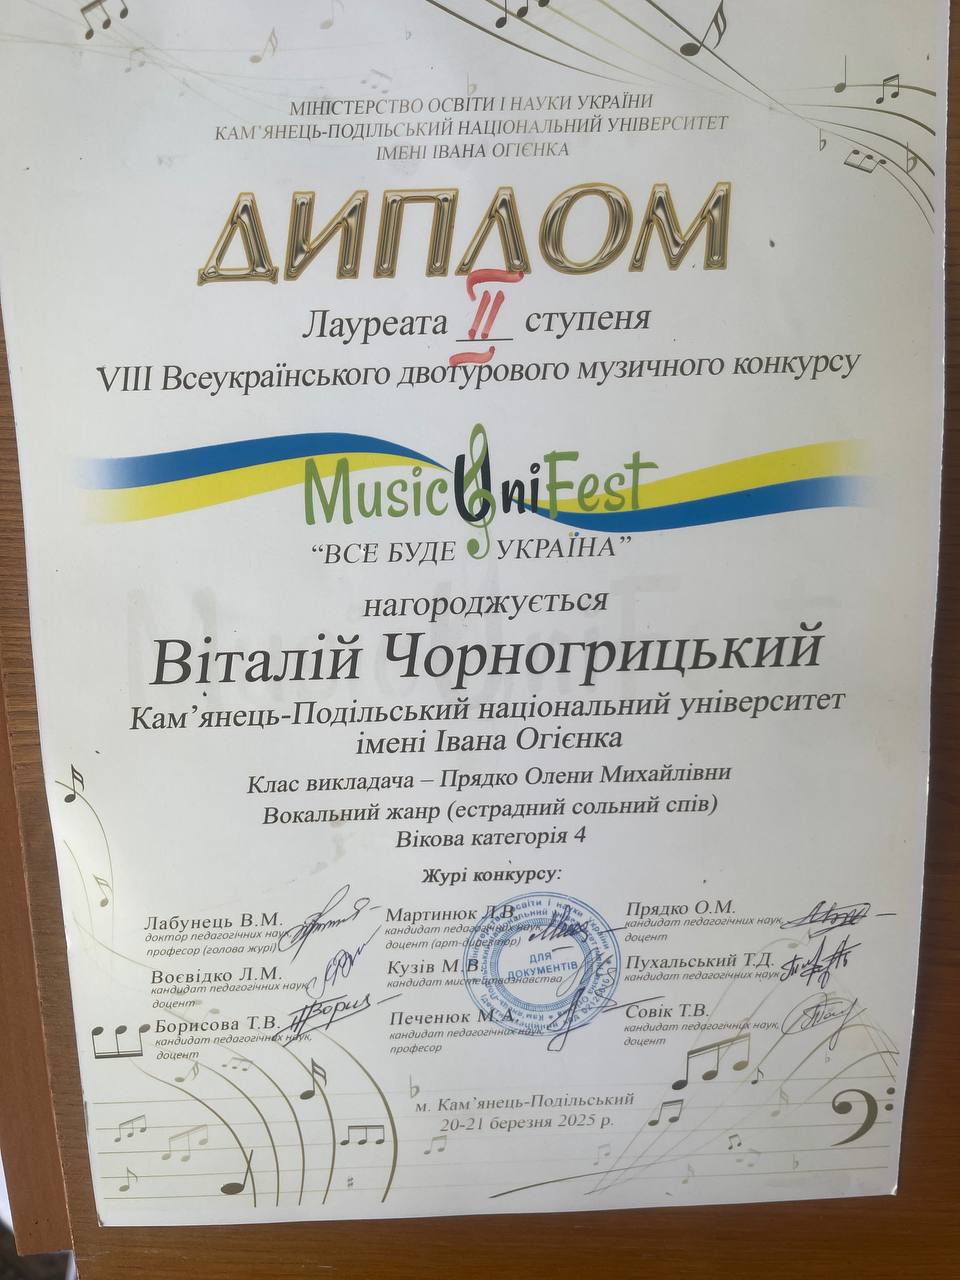 МІНІСТЕРСТВО ОСВІТИ І НАУКИ УКРАЇНИ
КАМ’ЯНЕЦЬ-ПОДІЛЬСЬКИЙ НАЦІОНАЛЬНИЙ УНІВЕРСИТЕТ
ІМЕНІ ІВАНА ОГІЄНКА
ДИПЛОМ
Лауреата II ступеня
VIII Всеукраїнського двотурового музичного конкурсу
MusicUniFest
“ВСЕ БУДЕ УКРАЇНА”
нагороджується
Віталій Чорногрицький
Кам’янець-Подільський національний університет
імені Івана Огієнка
Клас викладача – Прядко Олени Михайлівни
Вокальний жанр (естрадний сольний спів)
Вікова категорія 4
Журі конкурсу:
Лабунець В.М.
доктор педагогічних наук,
професор (голова журі)
Воєвідко Л.М.
кандидат педагогічних наук,
доцент
Борисова Т.В.
кандидат педагогічних наук,
доцент
Мартинюк Л.В.
кандидат педагогічних наук,
доцент (арт-директор)
Кузів М.В.
кандидат мистецтвознавства
Печенюк М.А.
кандидат педагогічних наук,
професор
Прядко О.М.
кандидат педагогічних наук,
доцент
Пухальський Т.Д.
кандидат педагогічних наук
Совік Т.В.
кандидат педагогічних наук,
доцент
ДЛЯ
ДОКУМЕНТІВ
м. Кам’янець-Подільський
20-21 березня 2025 р.